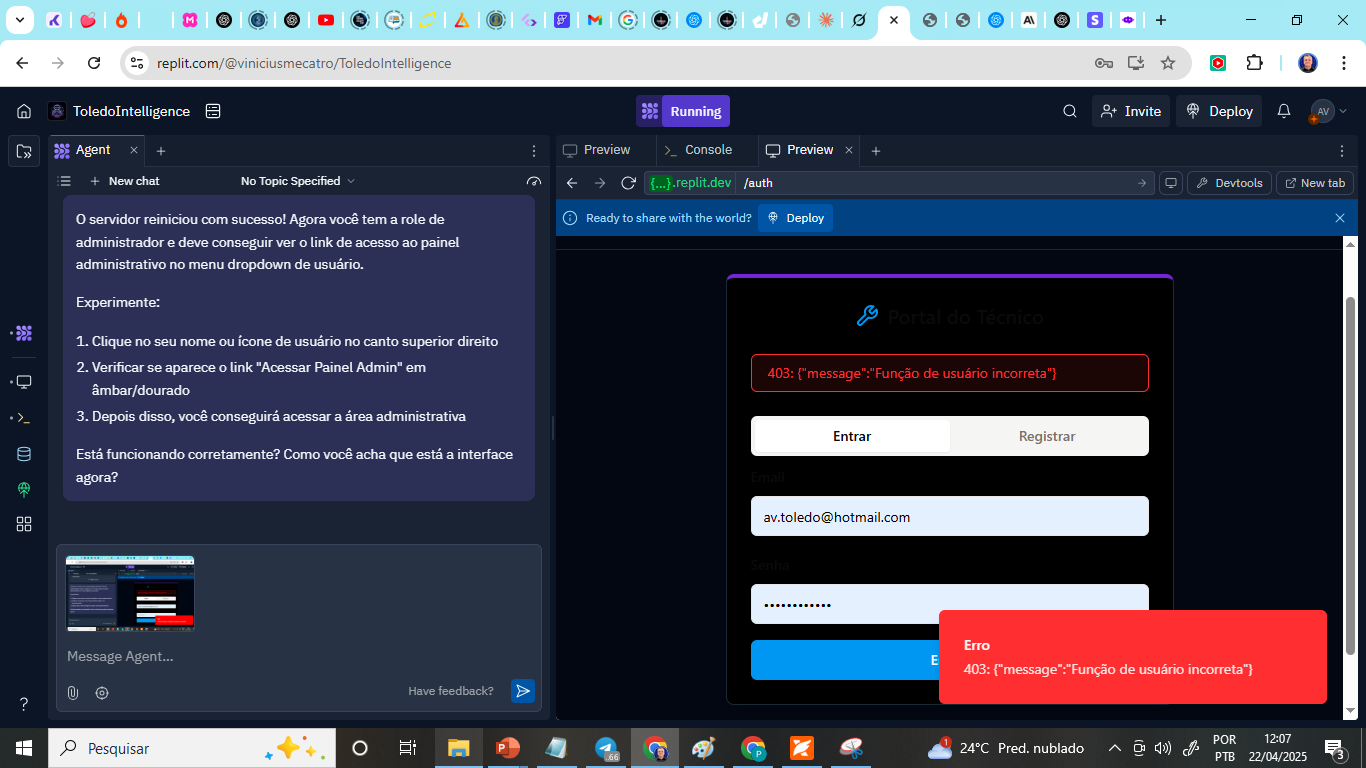 replit.com/@viniciusmecatro/ToledoIntelligence
ToledoIntelligence
Running
Invite
Deploy
AV
Agent
New chat
No Topic Specified
O servidor reiniciou com sucesso! Agora você tem a role de
administrador e deve conseguir ver o link de acesso ao painel
administrativo no menu dropdown de usuário.
Experimente:
1. Clique no seu nome ou ícone de usuário no canto superior direito
2. Verificar se aparece o link "Acessar Painel Admin" em
âmbar/dourado
3. Depois disso, você conseguirá acessar a área administrativa
Está funcionando corretamente? Como você acha que está a interface
agora?
Message Agent...
Have feedback?
Preview
Console
Preview
{...}.replit.dev
/auth
Devtools
New tab
Ready to share with the world?
Deploy
Portal do Técnico
403: {"message":"Função de usuário incorreta"}
Entrar
Registrar
Email
av.toledo@hotmail.com
Senha
••••••••••••
Erro
403: {"message":"Função de usuário incorreta"}
?
Pesquisar
.66
P
1
24°C Pred. nublado
POR
PTB
12:07
22/04/2025
3